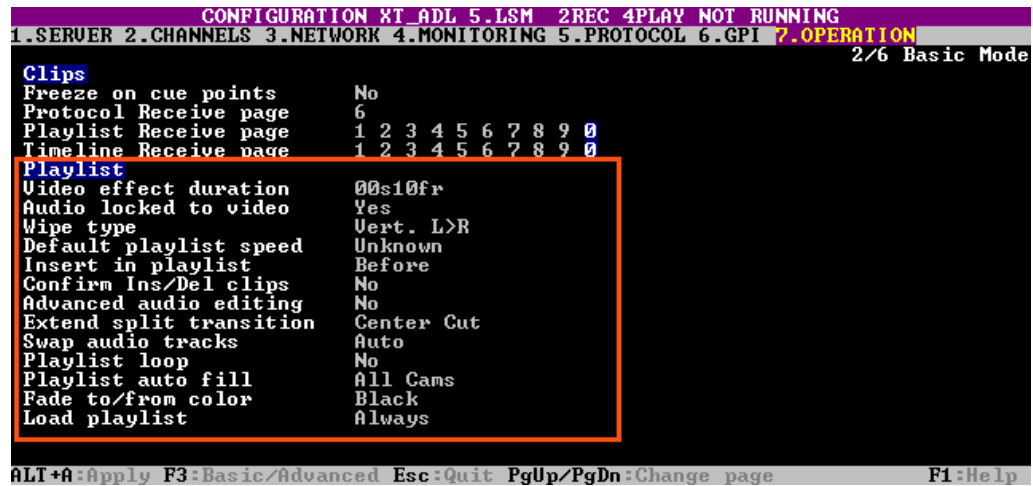 CONFIGURATION XT_ADL 5.LSM 2REC 4PLAY NOT RUNNING
1.SERVER 2.CHANNELS 3.NETWORK 4.MONITORING 5.PROTOCOL 6.GPI 7.OPERATION
2/6 Basic Mode
Clips
Freeze on cue points No
Protocol Receive page 6
Playlist Receive page 1 2 3 4 5 6 7 8 9 0
Timeline Receive page 1 2 3 4 5 6 7 8 9 0
Playlist
Video effect duration 00s10fr
Audio locked to video Yes
Wipe type Vert. L>R
Default playlist speed Unknown
Insert in playlist Before
Confirm Ins/Del clips No
Advanced audio editing No
Extend split transition Center Cut
Swap audio tracks Auto
Playlist loop No
Playlist auto fill All Cams
Fade to/from color Black
Load playlist Always
ALT+A:Apply F3:Basic/Advanced Esc:Quit PgUp/PgDn:Change page F1:Help